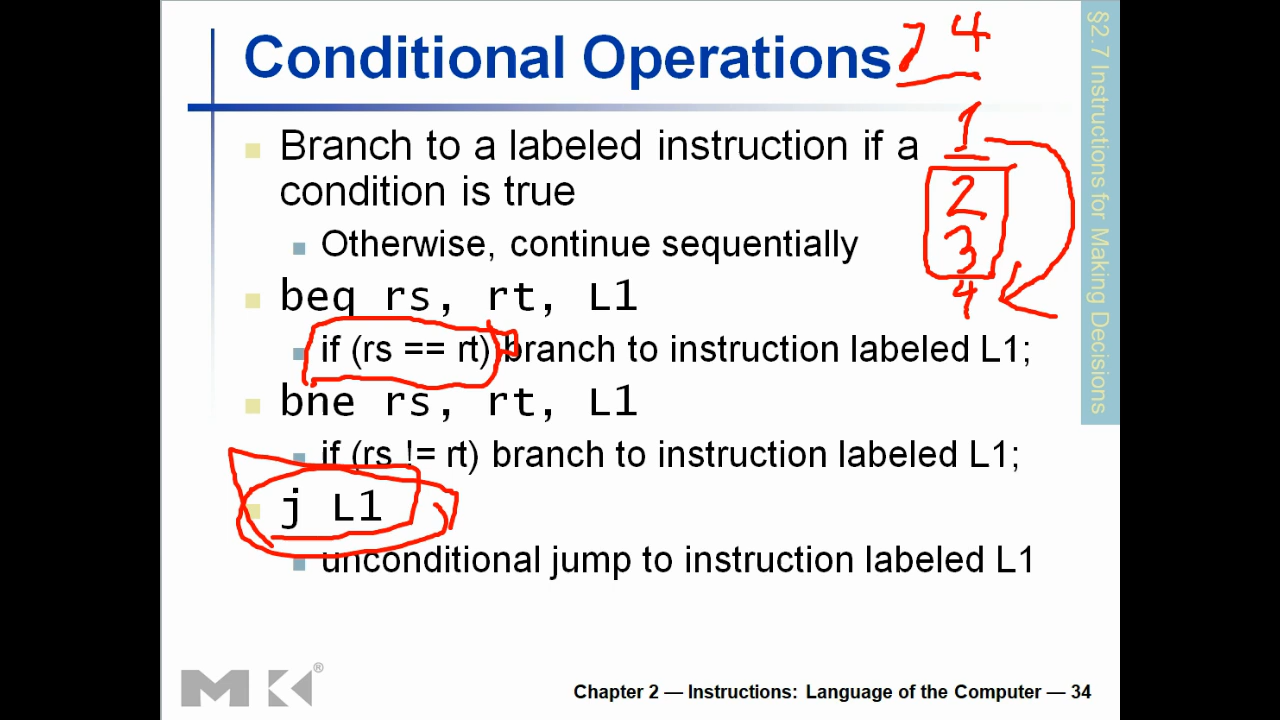 Conditional Operations
4
1
2
3
4
Branch to a labeled instruction if a
condition is true
Otherwise, continue sequentially
beq rs, rt, L1
if (rs == rt) branch to instruction labeled L1;
bne rs, rt, L1
if (rs != rt) branch to instruction labeled L1;
j L1
unconditional jump to instruction labeled L1
§2.7 Instructions for Making Decisions
MK®
Chapter 2 — Instructions: Language of the Computer — 34